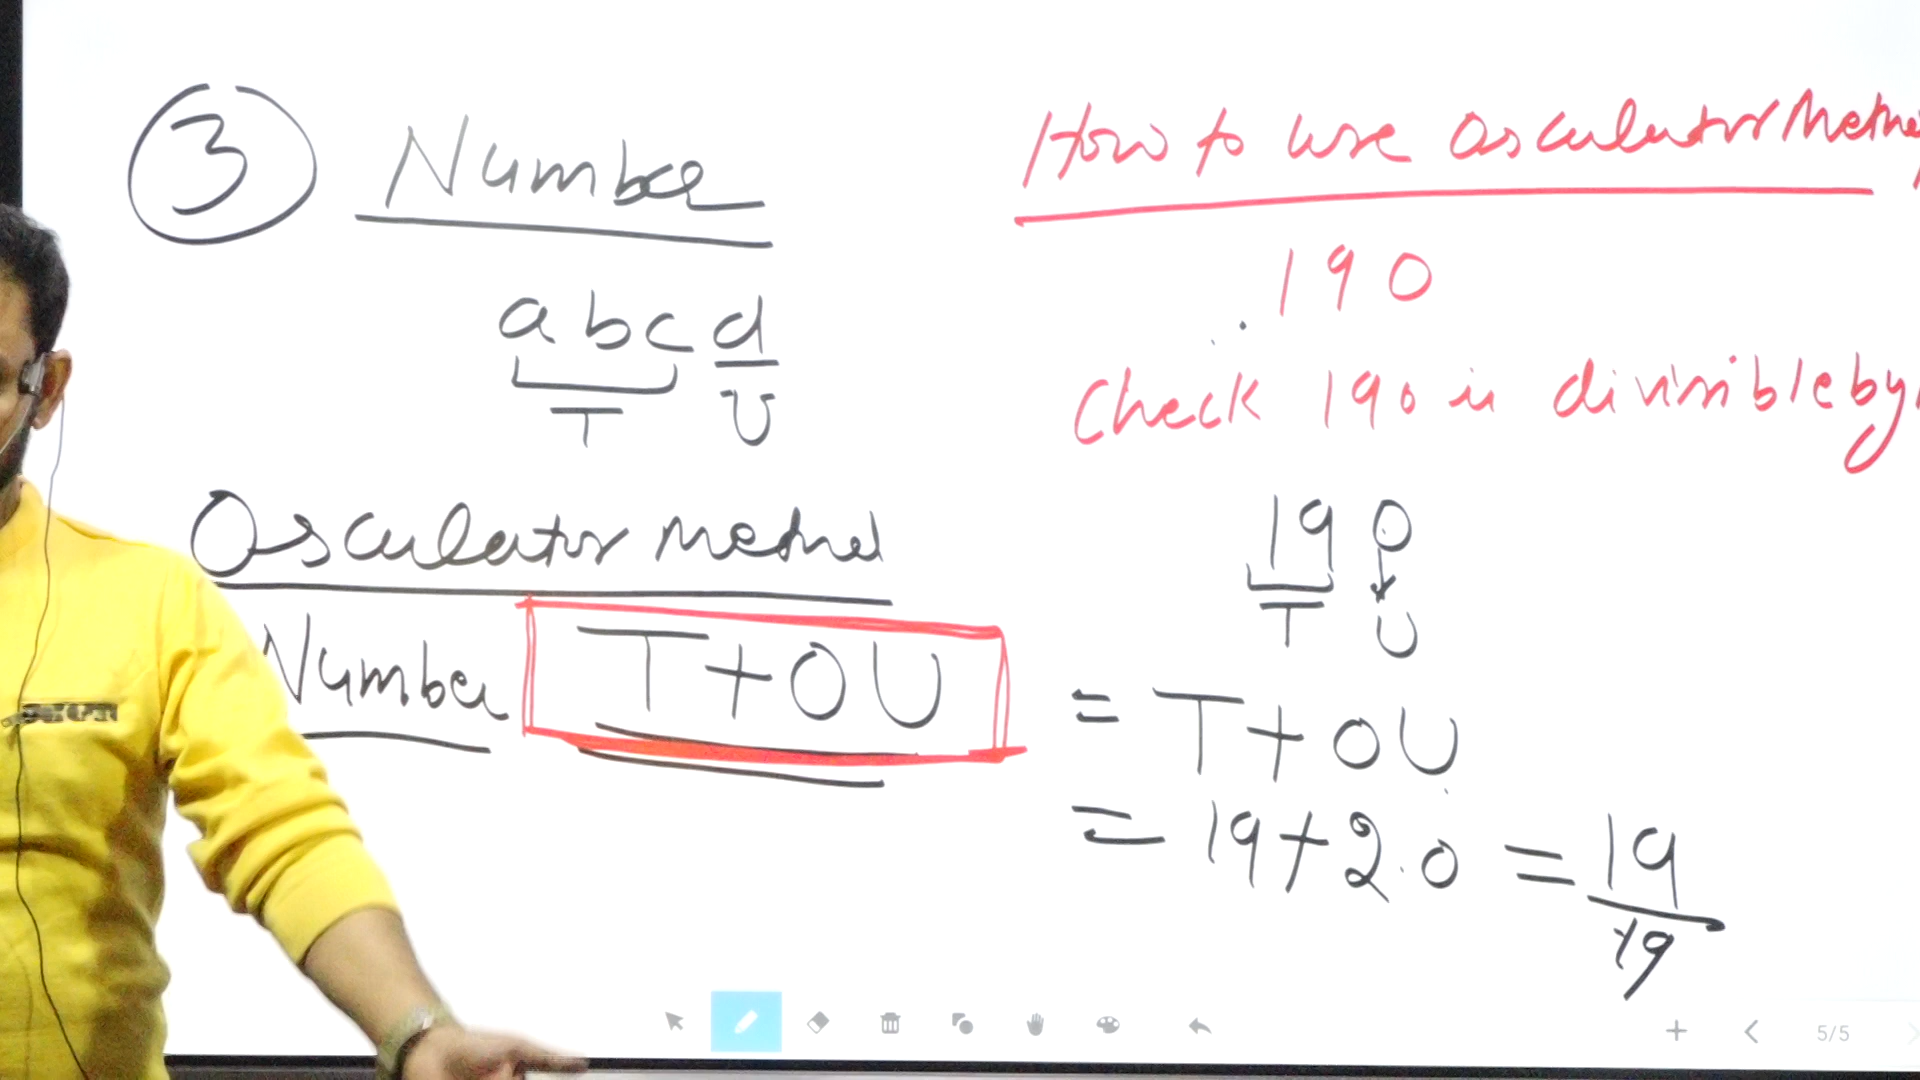 3 Number
abcd
T U
Osculator Method
Number T+OU
How to use Osculator Method
190
Check 190 is divisible by
190
T U
= T+OU
= 19+2.0 = 19
19
5/5